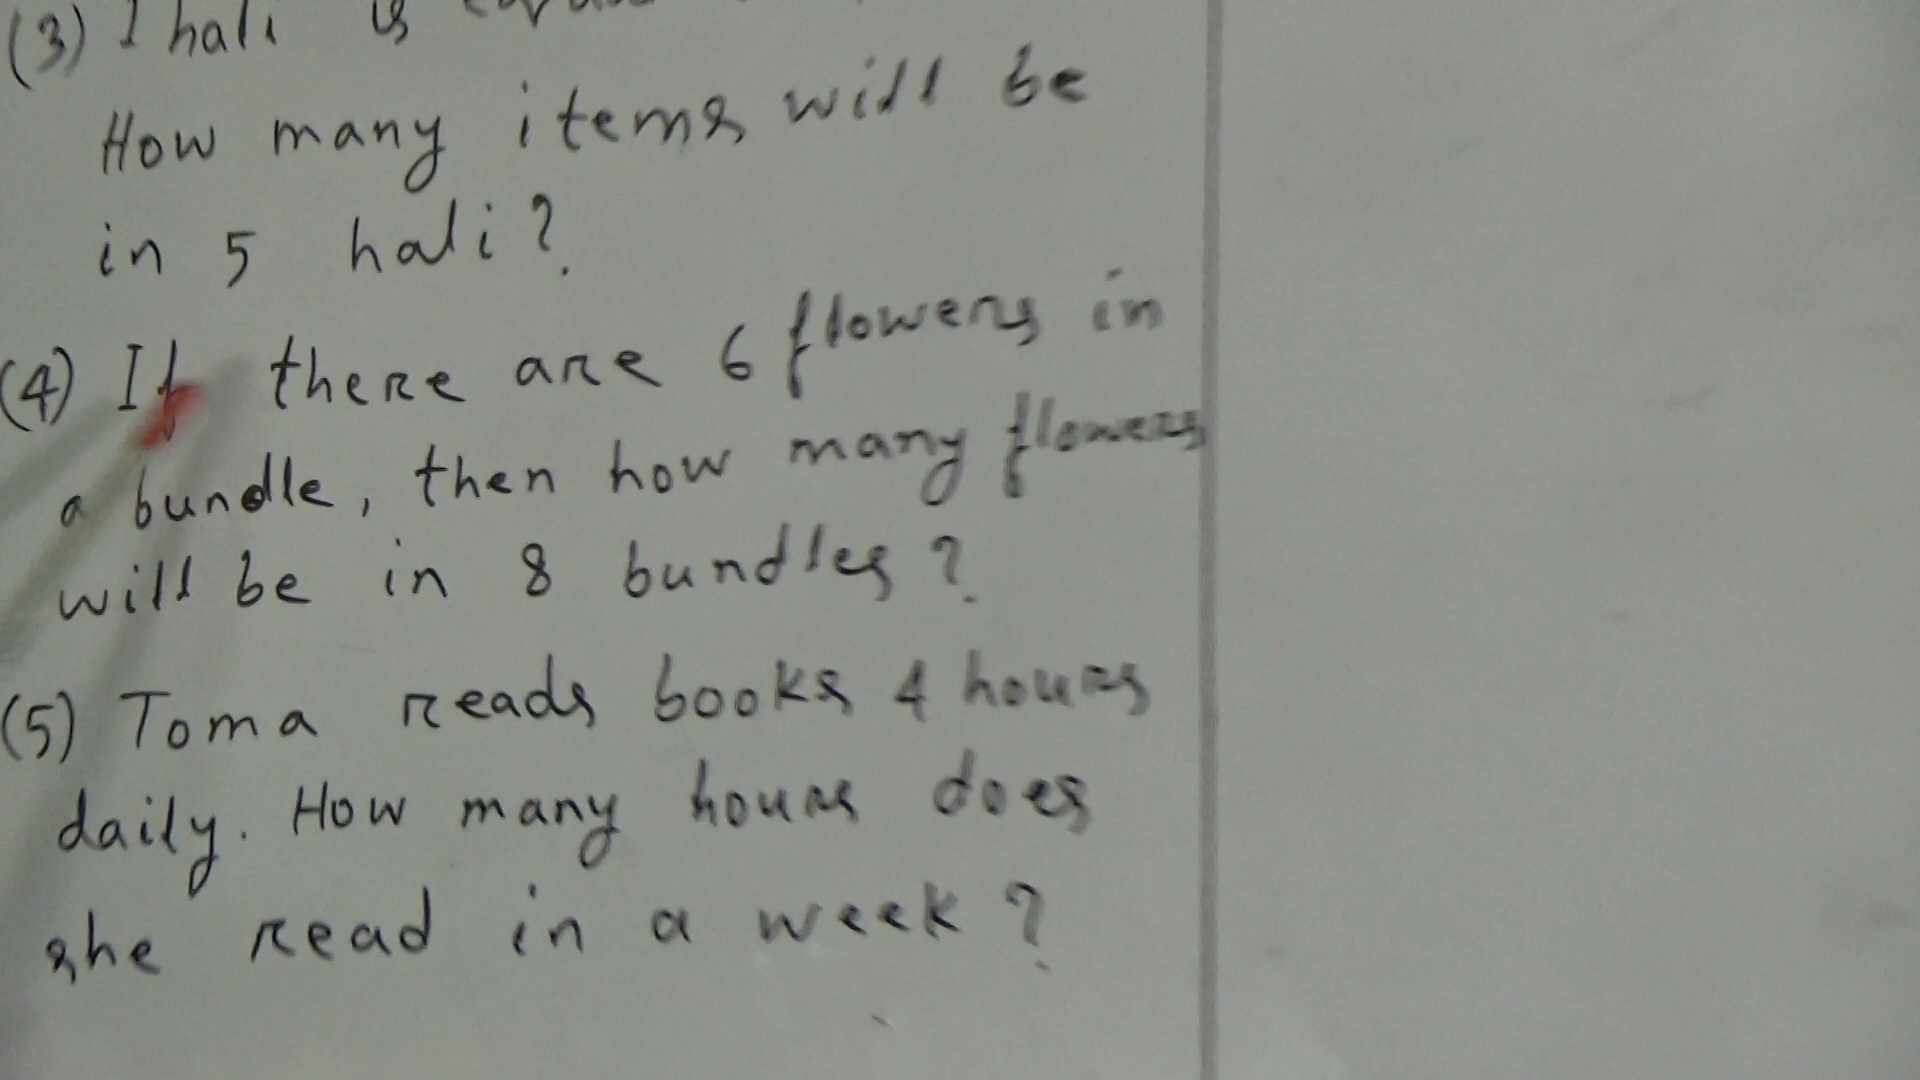 (3) 1 hali is
How many items will be
in 5 hali?
(4) If there are 6 flowers in
a bundle, then how many flowers
will be in 8 bundles?
(5) Toma reads books 4 hours
daily. How many hours does
she read in a week?